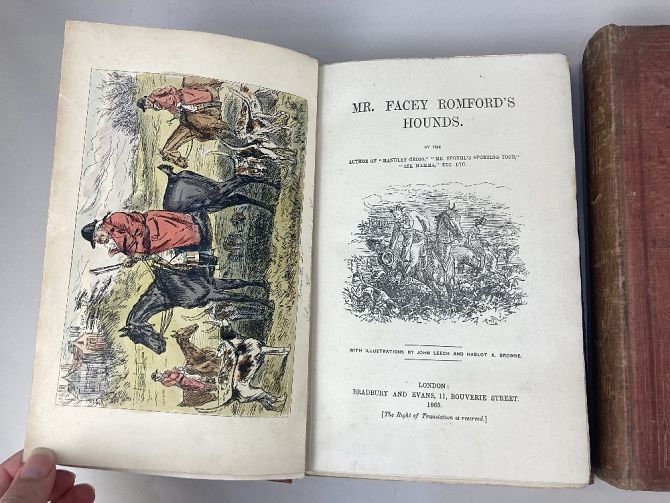 MR. FACEY ROMFORD'S
HOUNDS.
BY THE
AUTHOR OF "HANDLEY CROSS," "MR. SPONGE'S SPORTING TOUR,"
"ASK MAMMA," ETC. ETC.
WITH ILLUSTRATIONS BY JOHN LEECH AND HABLOT K. BROWNE.
LONDON:
BRADBURY AND EVANS, 11, BOUVERIE STREET.
1865.
[The Right of Translation is reserved.]